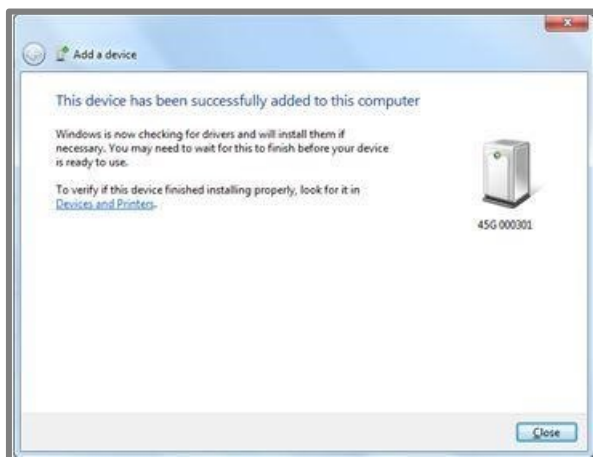 Add a device
This device has been successfully added to this computer
Windows is now checking for drivers and will install them if
necessary. You may need to wait for this to finish before your device
is ready to use.
To verify if this device finished installing properly, look for it in
Devices and Printers.
45G 000301
Close